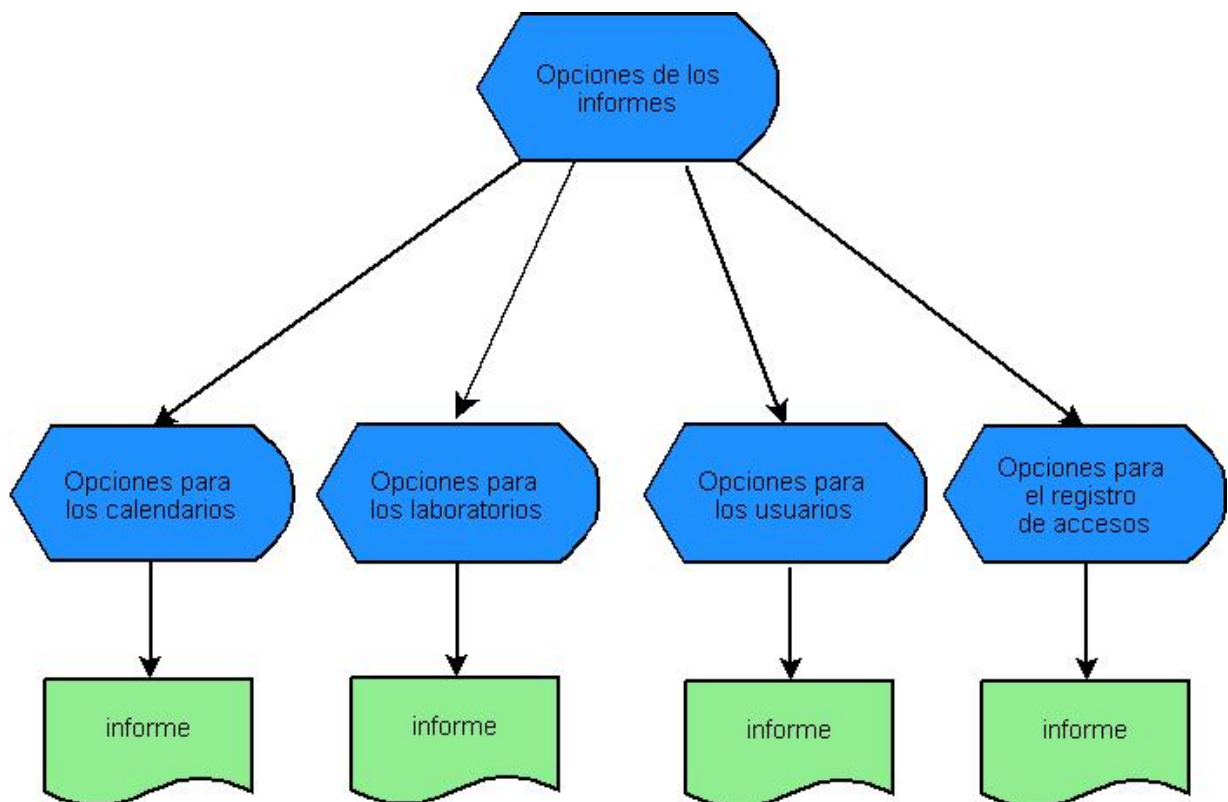 Opciones de los
informes
Opciones para
los calendarios
Opciones para
los laboratorios
Opciones para
los usuarios
Opciones para
el registro
de accesos
informe
informe
informe
informe